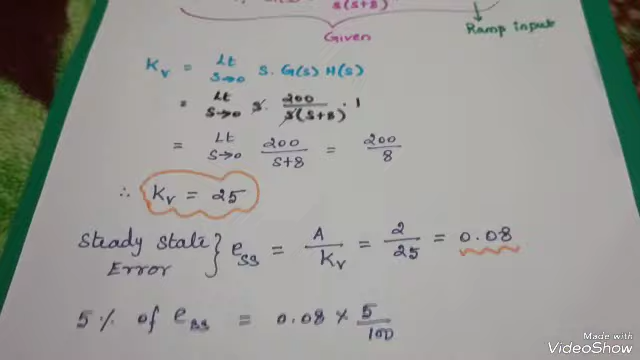 s(s+8)
Given
Ramp input
Kv = Lt s→0 s. G(s) H(s)
= Lt s→0 s. 200/s(s+8) . 1
= Lt s→0 200/s+8 = 200/8
∴ Kv = 25
Steady state Error } ess = A/Kv = 2/25 = 0.08
5% of ess = 0.08 × 5/100
Made with
VideoShow